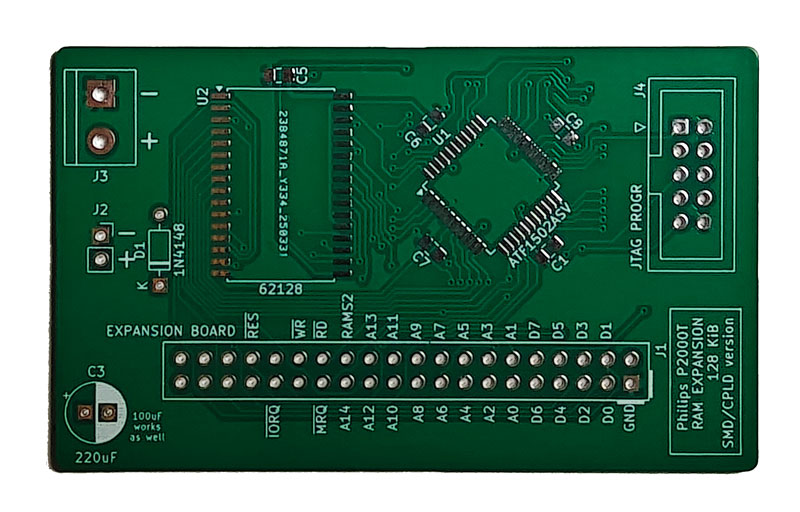 C5
U2
J4
J3
J2
D1
K
1N4148
23848721A_Y334_250331
62128
C6
U1
C8
ATF1502ASV
C1
JTAG PROGR
EXPANSION BOARD
RES
WR
RD
RAMS2
A13
A11
A9
A7
A5
A3
A1
D7
D5
D3
D1
J1
IORQ
MRQ
A14
A12
A10
A8
A6
A4
A2
A0
D6
D4
D2
D0
GND
C3
100uF
works
as well
220uF
Philips P2000T
RAM EXPANSION
128 KiB
SMD/CPLD version